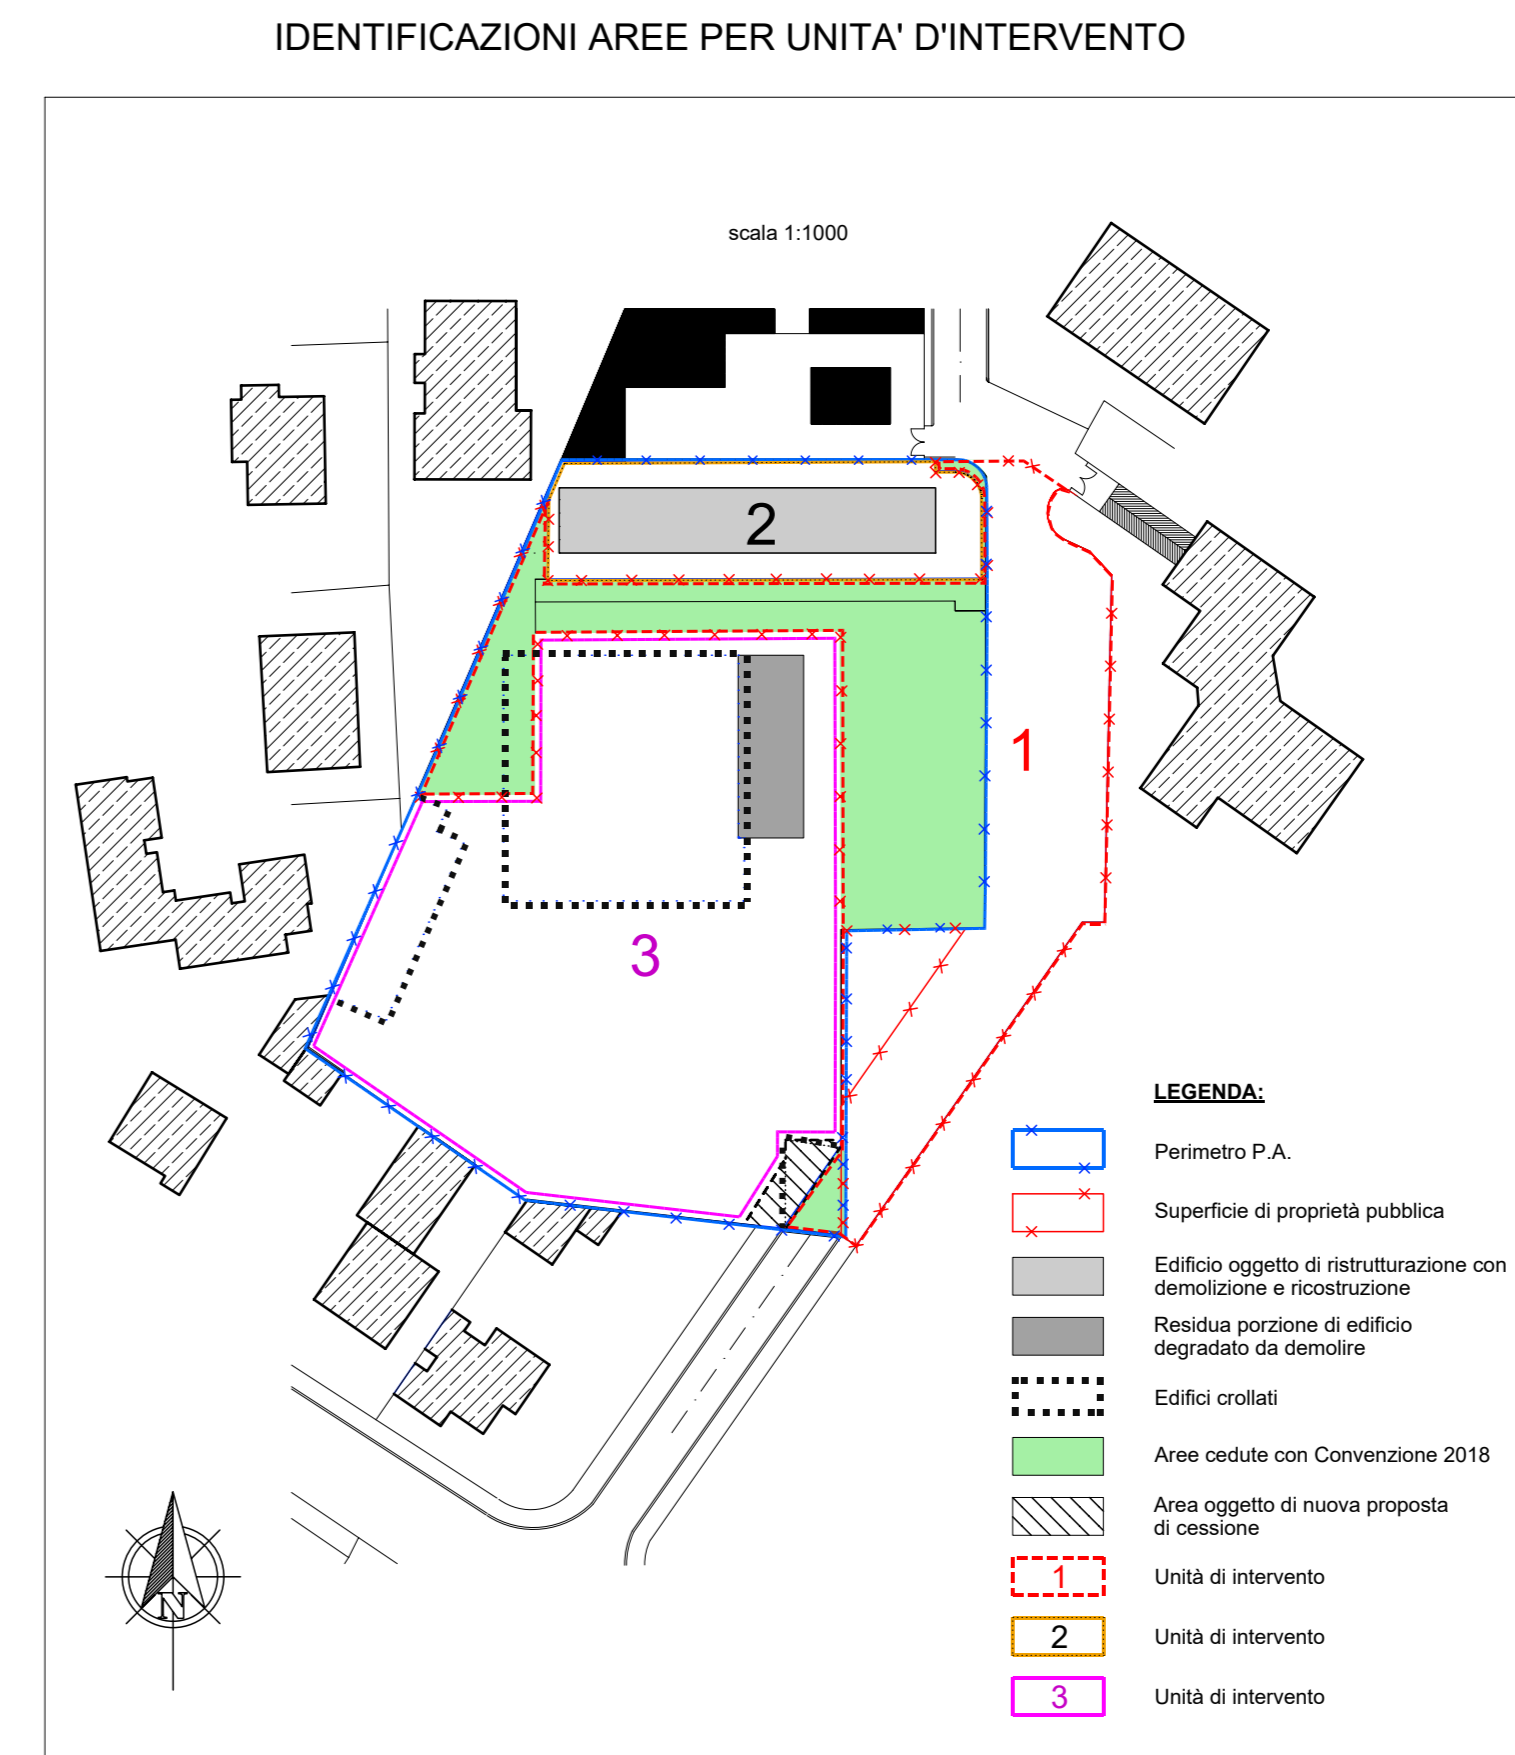 IDENTIFICAZIONI AREE PER UNITA' D'INTERVENTO
scala 1:1000
2
1
3
LEGENDA:
Perimetro P.A.
Superficie di proprietà pubblica
Edificio oggetto di ristrutturazione con
demolizione e ricostruzione
Residua porzione di edificio
degradato da demolire
Edifici crollati
Aree cedute con Convenzione 2018
Area oggetto di nuova proposta
di cessione
1 Unità di intervento
2 Unità di intervento
3 Unità di intervento
N